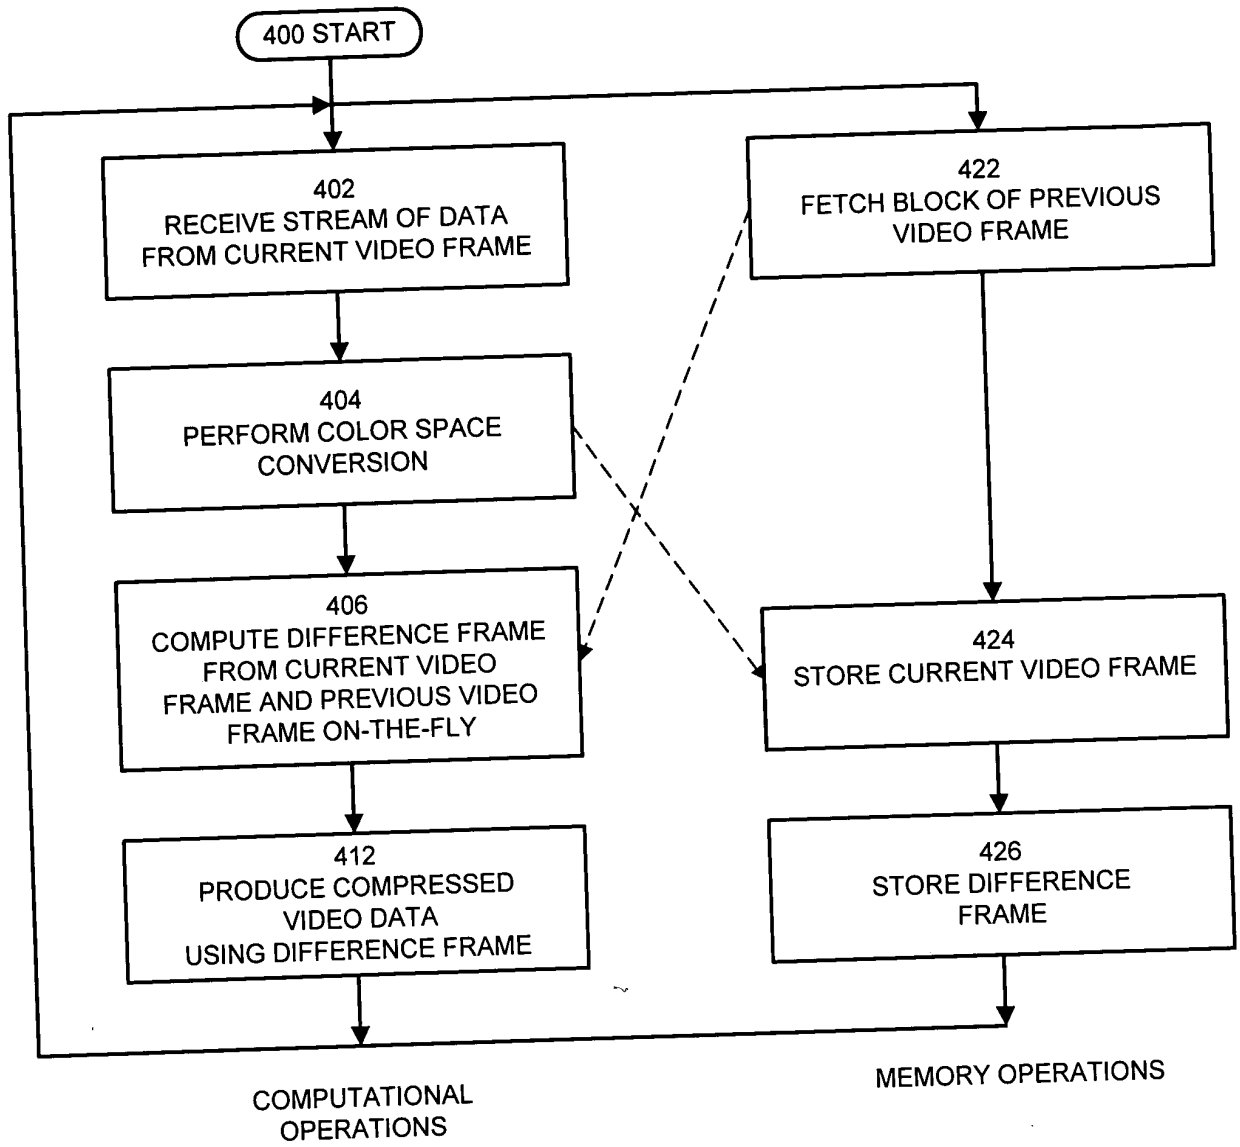 400 START
402
RECEIVE STREAM OF DATA
FROM CURRENT VIDEO FRAME
404
PERFORM COLOR SPACE
CONVERSION
406
COMPUTE DIFFERENCE FRAME
FROM CURRENT VIDEO
FRAME AND PREVIOUS VIDEO
FRAME ON-THE-FLY
412
PRODUCE COMPRESSED
VIDEO DATA
USING DIFFERENCE FRAME
COMPUTATIONAL
OPERATIONS
422
FETCH BLOCK OF PREVIOUS
VIDEO FRAME
424
STORE CURRENT VIDEO FRAME
426
STORE DIFFERENCE
FRAME
MEMORY OPERATIONS